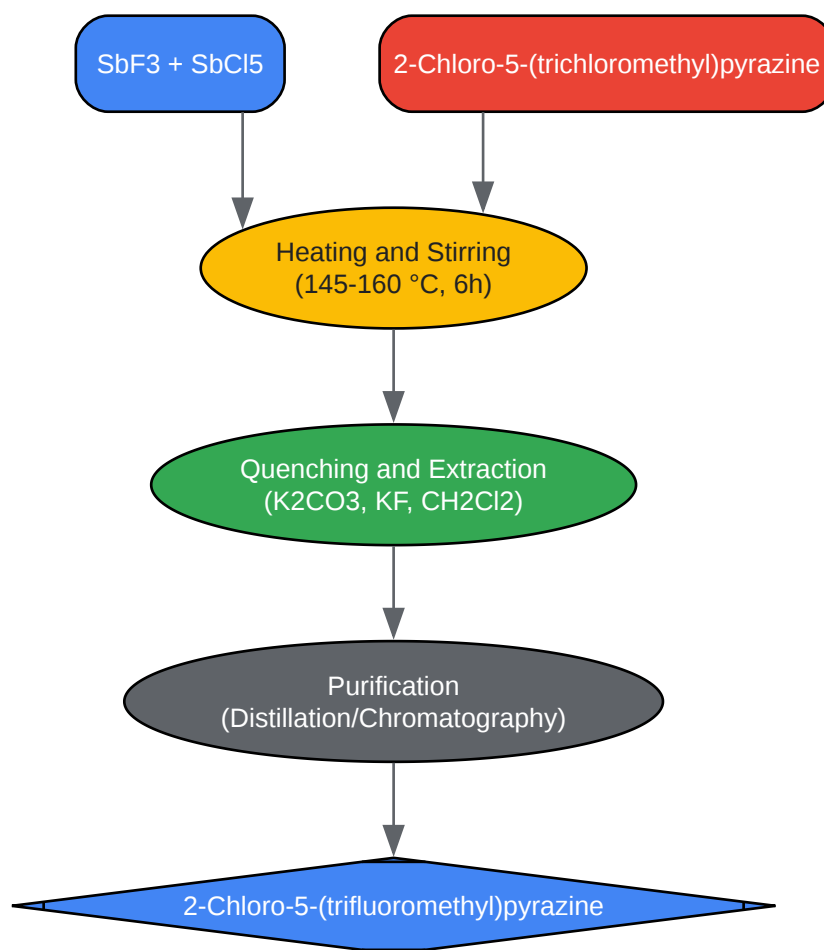 SbF3 + SbCl5
2-Chloro-5-(trichloromethyl)pyrazine
Heating and Stirring
(145-160 °C, 6h)
Quenching and Extraction
(K2CO3, KF, CH2Cl2)
Purification
(Distillation/Chromatography)
2-Chloro-5-(trifluoromethyl)pyrazine